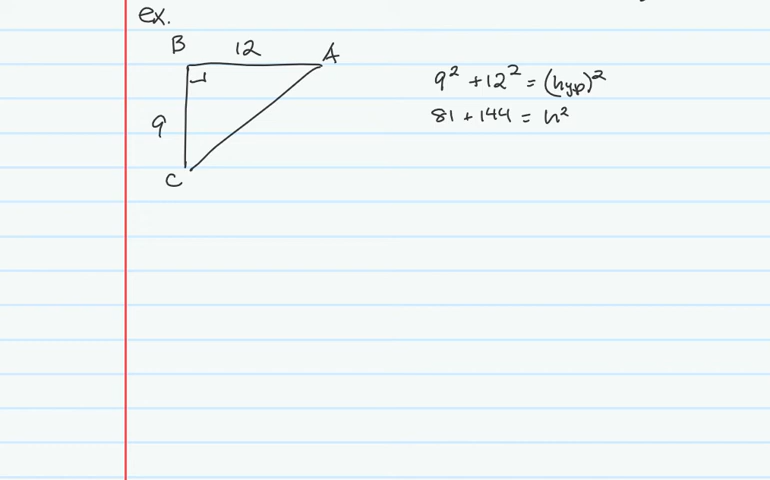 ex.
B 12 A
9² + 12² = (hyp)²
9
81 + 144 = h²
C